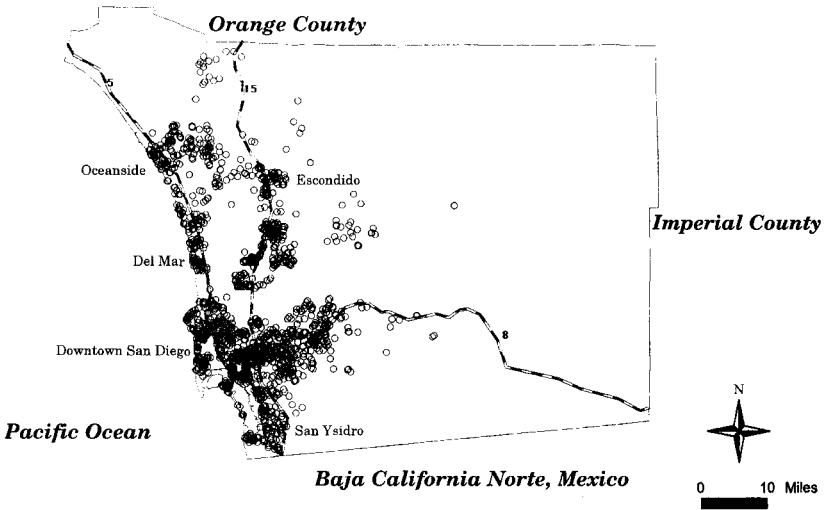 Orange County
5
15
Oceanside
Escondido
Imperial County
Del Mar
8
Downtown San Diego
N
San Ysidro
Pacific Ocean
Baja California Norte, Mexico
0 10 Miles